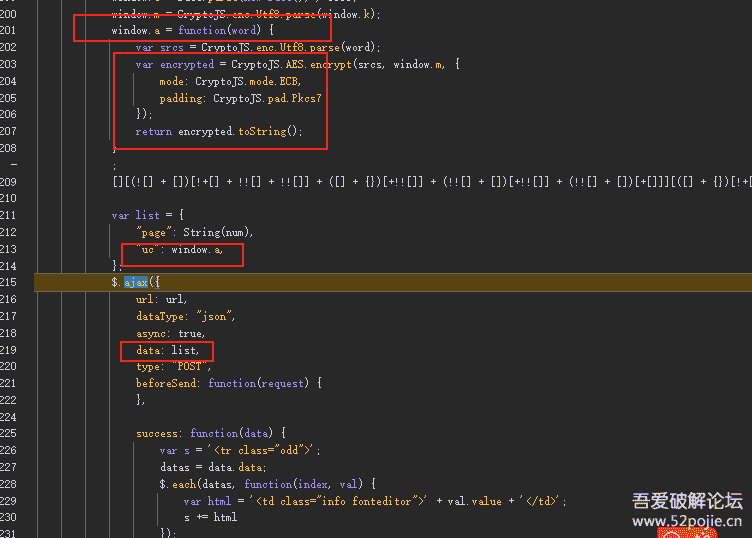 200
window.m = CryptoJS.enc.Utf8.parse(window.k);
201
window.a = function(word) {
202
var srcs = CryptoJS.enc.Utf8.parse(word);
203
var encrypted = CryptoJS.AES.encrypt(srcs, window.m, {
204
mode: CryptoJS.mode.ECB,
205
padding: CryptoJS.pad.Pkcs7
206
});
207
return encrypted.toString();
208
}
-
;
209
[][(![] + [])[!+[] + !![] + !![]] + ([] + {})[+!![]] + (!![] + [])[+!![]] + (!![] + [])[+[]]][([] + {})[!+[
210
211
var list = {
212
"page": String(num),
213
"uc": window.a,
214
};
215
$.ajax({
216
url: url,
217
dataType: "json",
218
async: true,
219
data: list,
220
type: "POST",
221
beforeSend: function(request) {
222
},
224
225
success: function(data) {
226
var s = '<tr class="odd">';
227
datas = data.data;
228
$.each(datas, function(index, val) {
229
var html = '<td class="info fonteditor">' + val.value + '</td>';
230
s += html
231
});
吾爱破解论坛
www.52pojie.cn